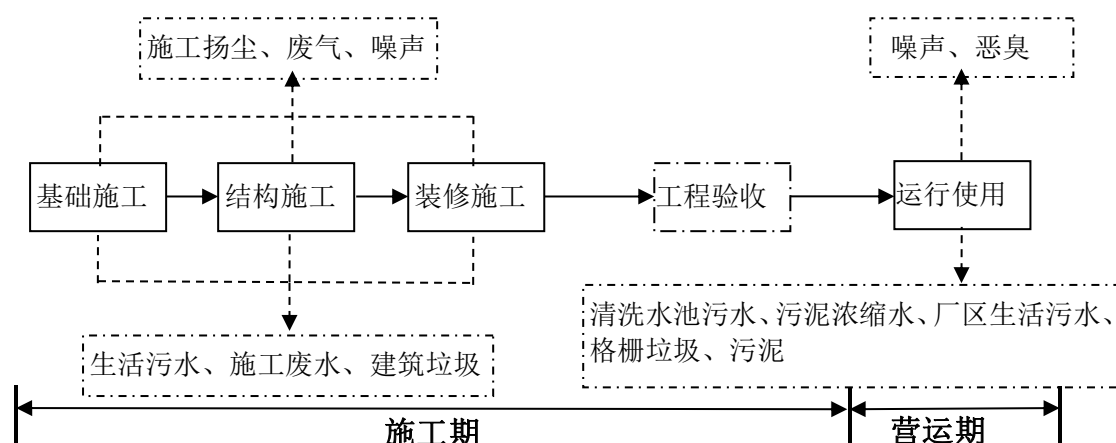 施工扬尘、废气、噪声
噪声、恶臭
基础施工
结构施工
装修施工
工程验收
运行使用
清洗水池污水、污泥浓缩水、厂区生活污水、
格栅垃圾、污泥
生活污水、施工废水、建筑垃圾
施工期
营运期